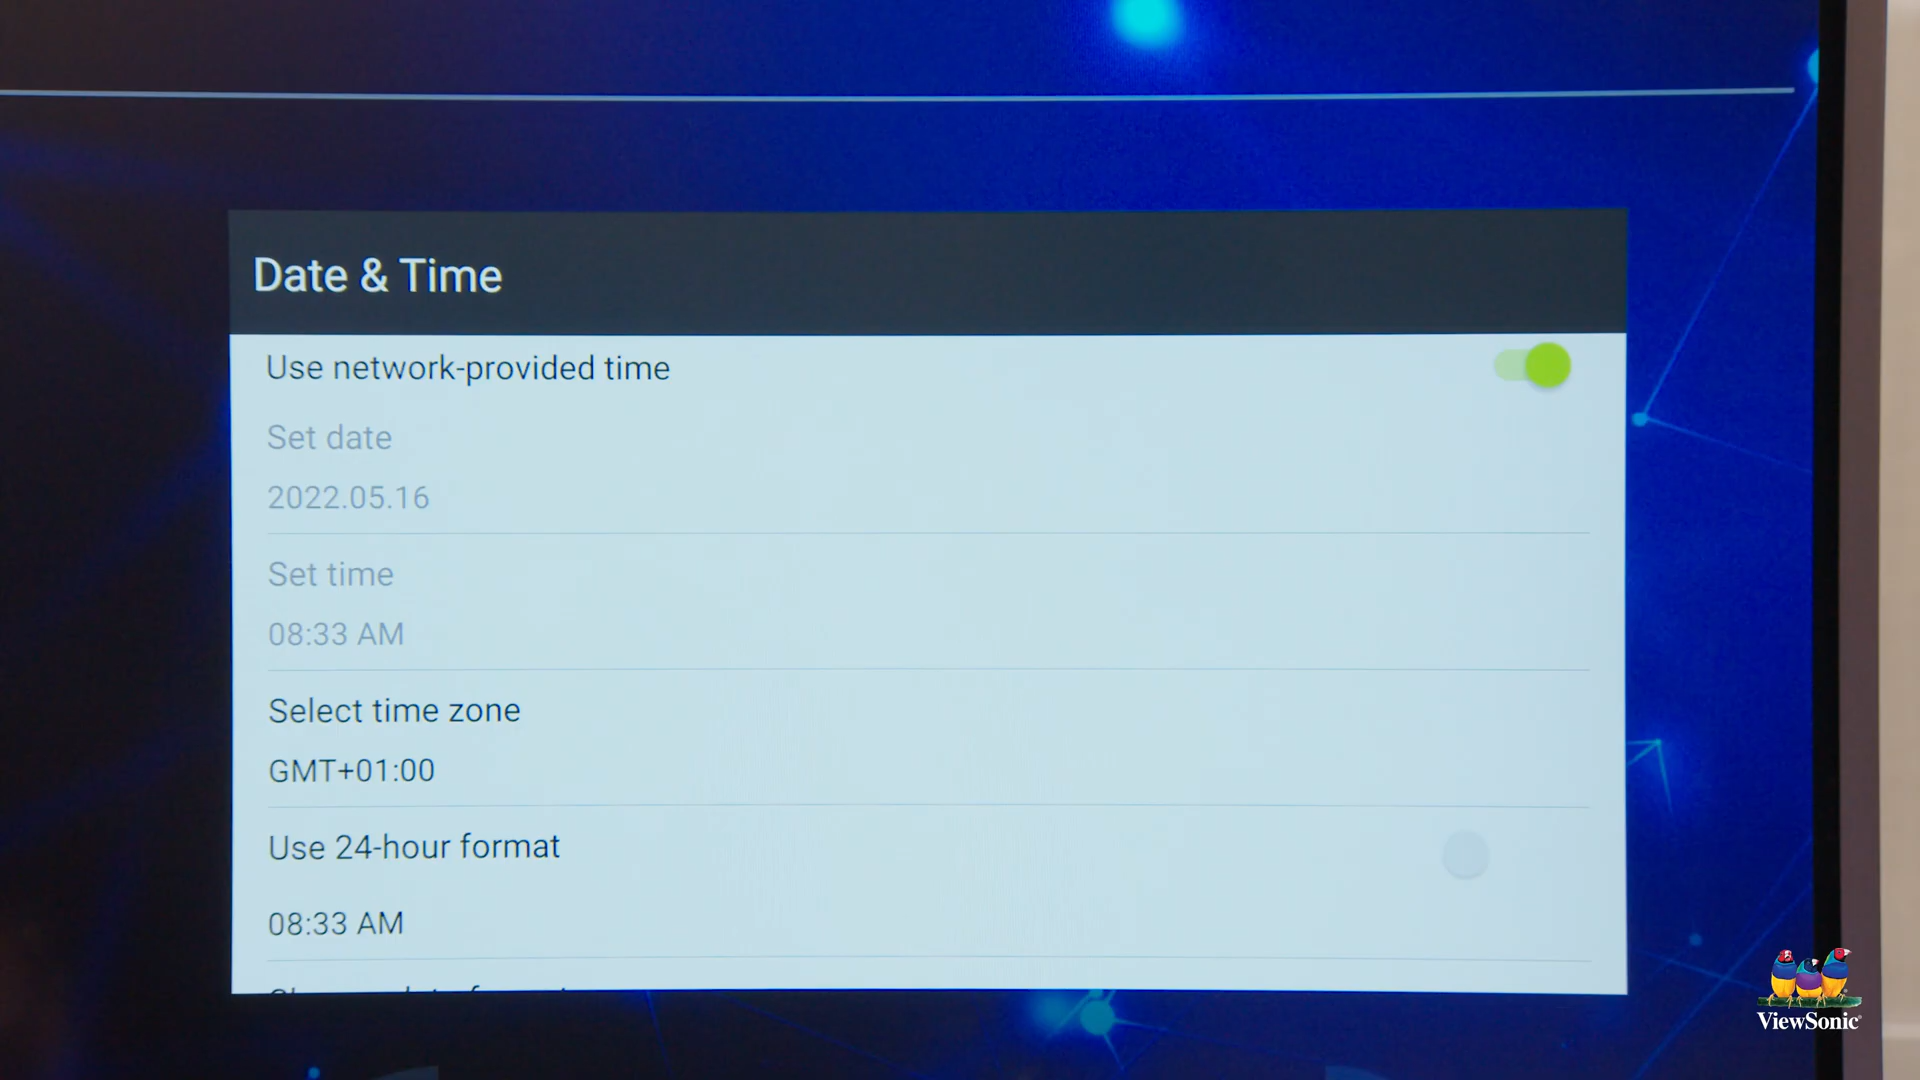 Date & Time
Use network-provided time
Set date
2022.05.16
Set time
08:33 AM
Select time zone
GMT+01:00
Use 24-hour format
08:33 AM
ViewSonic